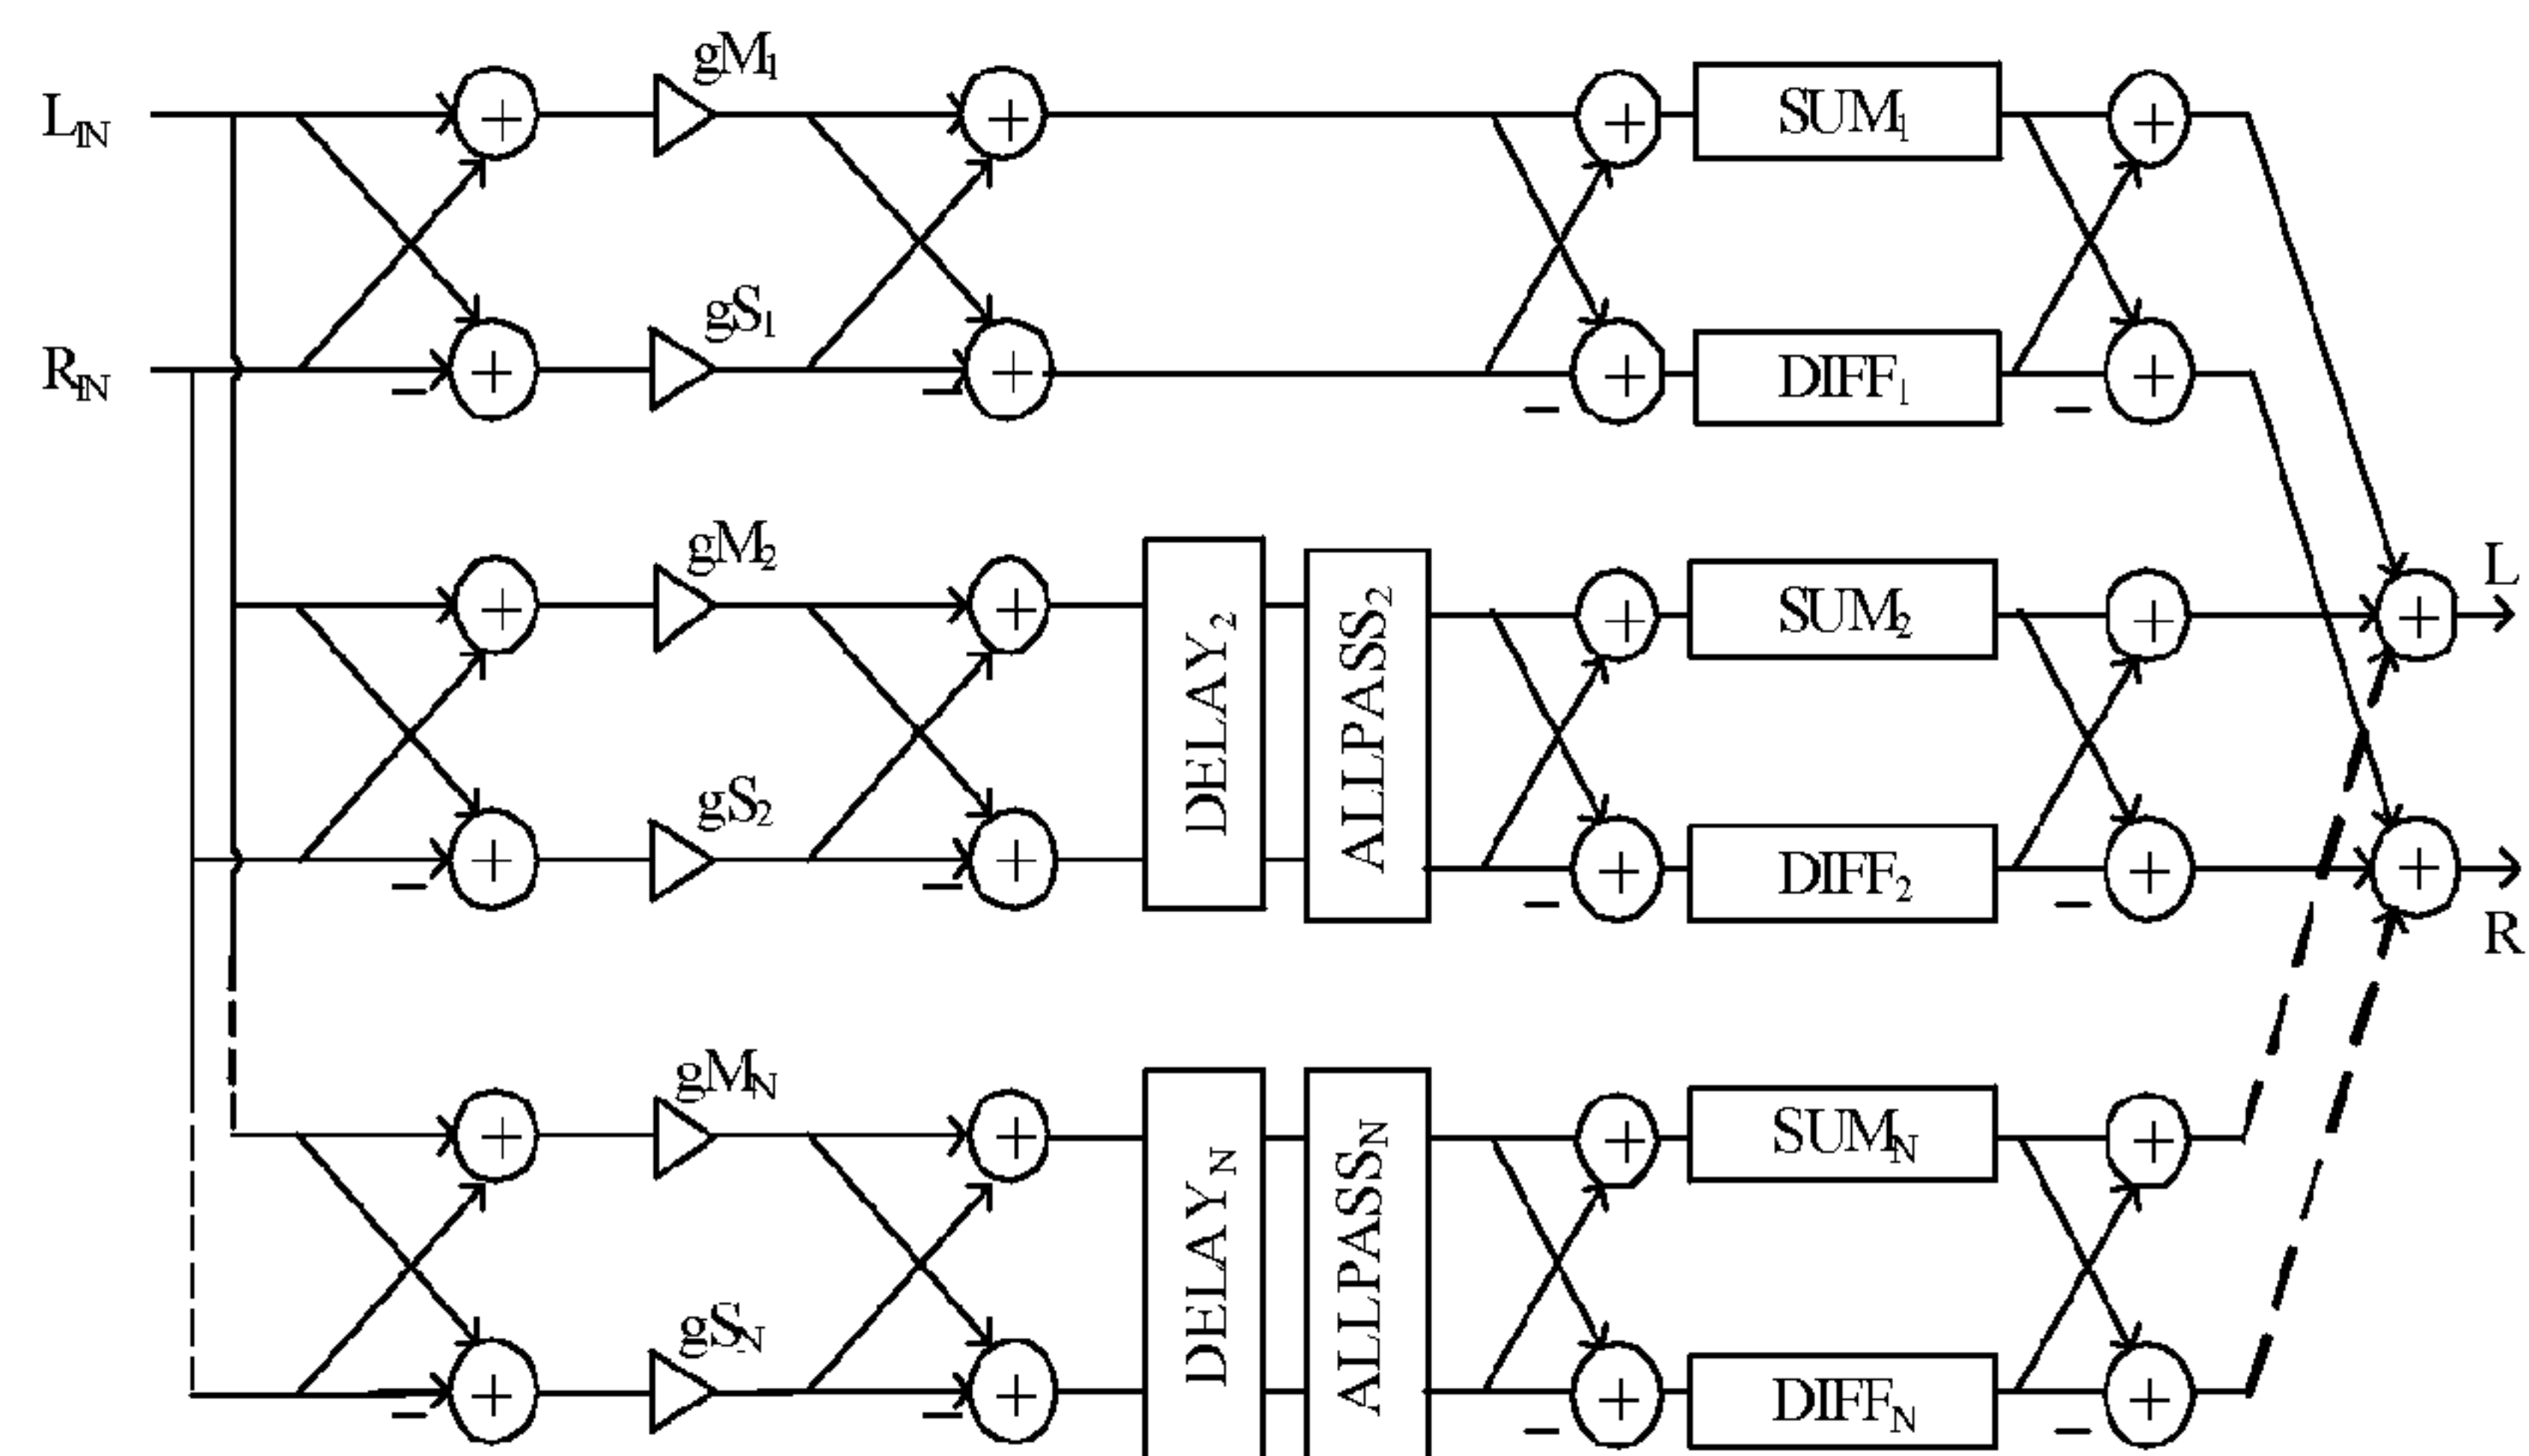 L_IN
R_IN
gM_1
gS_1
+
+
+
+
−
−
+
+
+
+
−
−
SUM_1
DIFF_1
gM_2
gS_2
+
+
+
+
−
−
DELAY_2
ALLPASS_2
+
+
+
+
−
−
SUM_2
DIFF_2
+
L
+
R
gM_N
gS_N
+
+
+
+
−
−
DELAY_N
ALLPASS_N
+
+
+
+
−
−
SUM_N
DIFF_N